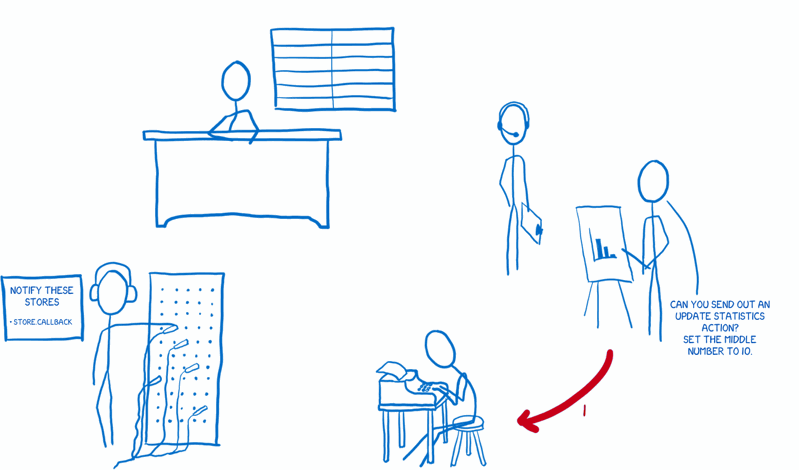 NOTIFY THESE
STORES
• STORE.CALLBACK
CAN YOU SEND OUT AN
UPDATE STATISTICS
ACTION?
SET THE MIDDLE
NUMBER TO 10.
1